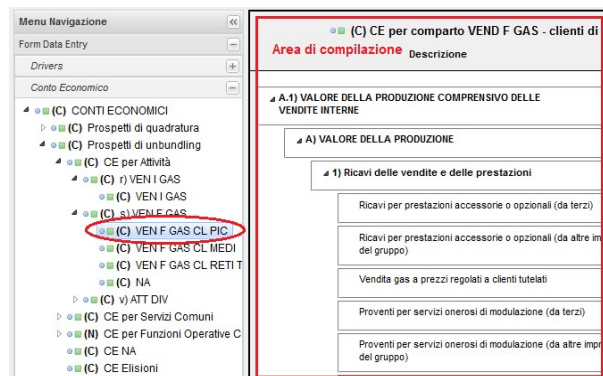 Menu Navigazione
Form Data Entry
Drivers
Conto Economico
(C) CONTI ECONOMICI
(C) Prospetti di quadratura
(C) Prospetti di unbundling
(C) CE per Attività
(C) r) VEN I GAS
(C) VEN I GAS
(C) s) VEN F GAS
(C) VEN F GAS CL PIC
(C) VEN F GAS CL MEDI
(C) VEN F GAS CL RETI T
(C) NA
(C) v) ATT DIV
(C) CE per Servizi Comuni
(N) CE per Funzioni Operative C
(C) CE NA
(C) CE Elisioni
(C) CE per comparto VEND F GAS - clienti di
Area di compilazione
Descrizione
A.1) VALORE DELLA PRODUZIONE COMPRENSIVO DELLE
VENDITE INTERNE
A) VALORE DELLA PRODUZIONE
1) Ricavi delle vendite e delle prestazioni
Ricavi per prestazioni accessorie o opzionali (da terzi)
Ricavi per prestazioni accessorie o opzionali (da altre im
del gruppo)
Vendita gas a prezzi regolati a clienti tutelati
Proventi per servizi onerosi di modulazione (da terzi)
Proventi per servizi onerosi di modulazione (da altre impr
del gruppo)